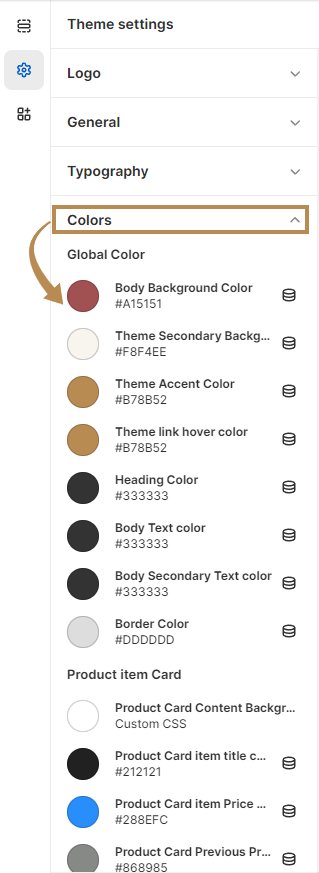 Theme settings
Logo
General
Typography
Colors
Global Color
Body Background Color
#A15151
Theme Secondary Backg...
#F8F4EE
Theme Accent Color
#B78B52
Theme link hover color
#B78B52
Heading Color
#333333
Body Text color
#333333
Body Secondary Text color
#333333
Border Color
#DDDDDD
Product item Card
Product Card Content Backgr...
Custom CSS
Product Card item title c...
#212121
Product Card item Price ...
#288EFC
Product Card Previous Pr...
#868985